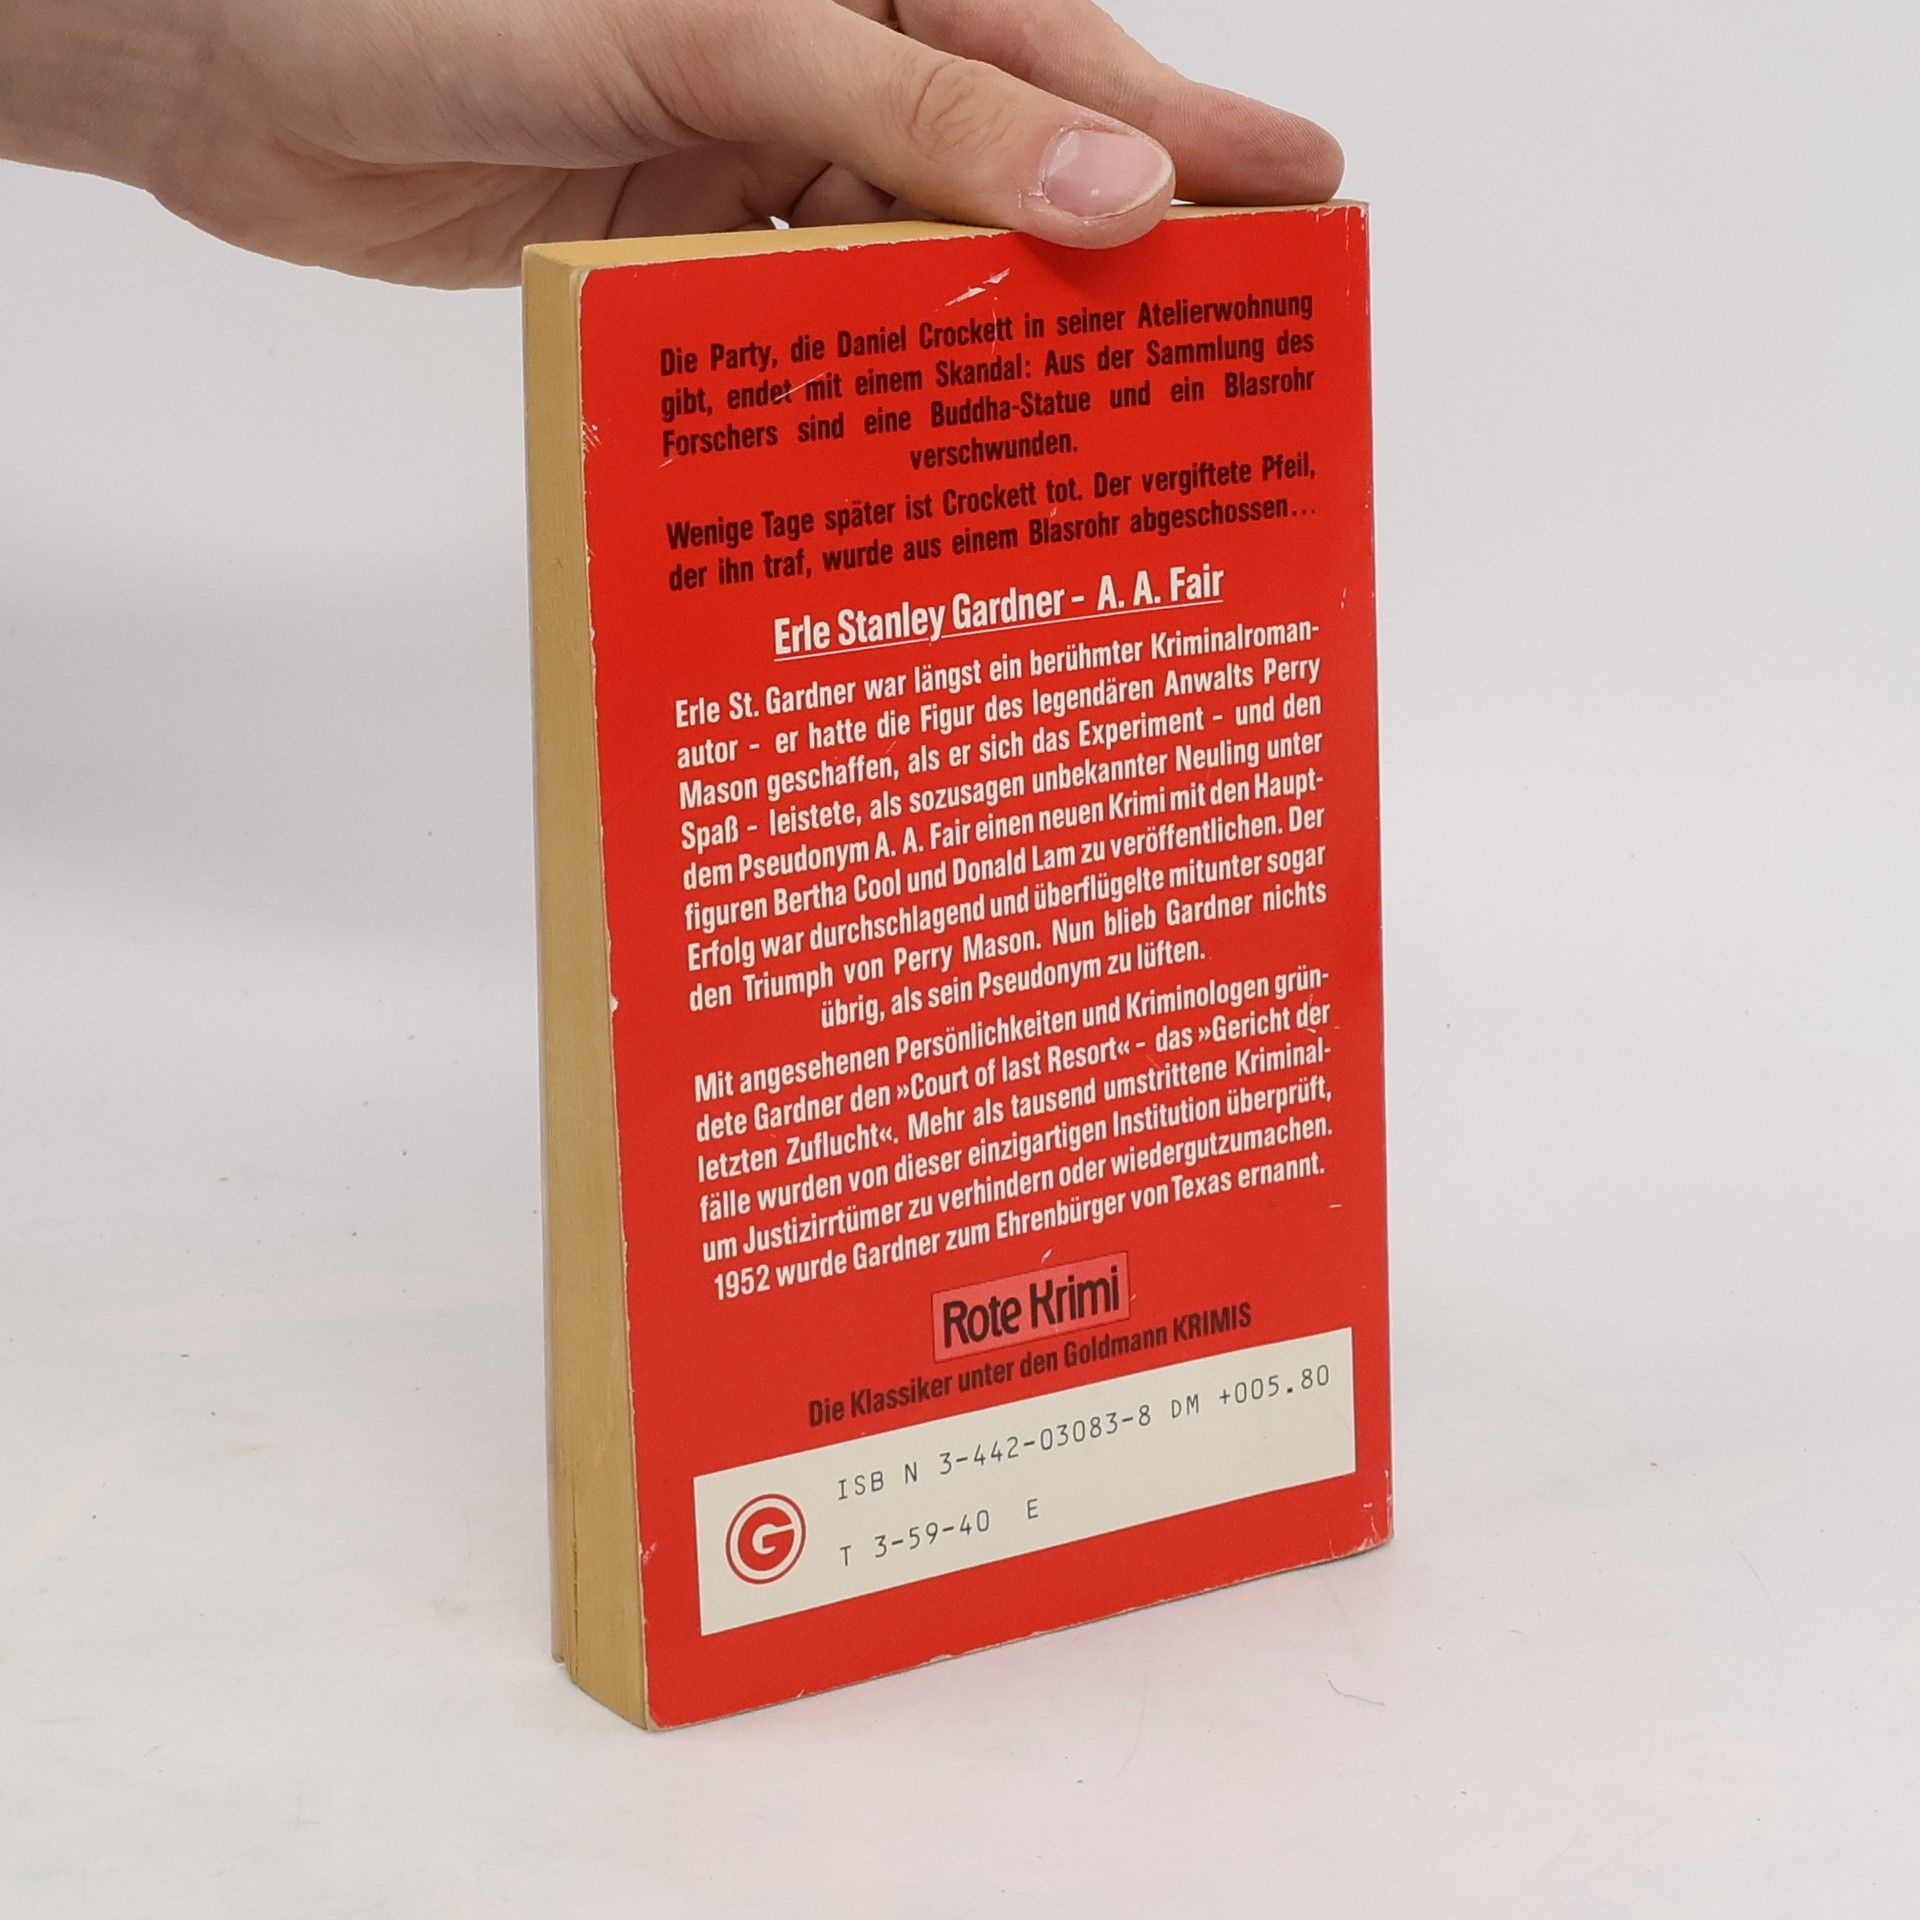 Die Party, die Daniel Crockett in seiner Atelierwohnung
gibt, endet mit einem Skandal: Aus der Sammlung des
Forschers sind eine Buddha-Statue und ein Blasrohr
verschwunden.
Wenige Tage später ist Crockett tot. Der vergiftete Pfeil,
der ihn traf, wurde aus einem Blasrohr abgeschossen...
Erle Stanley Gardner - A. A. Fair
Erle St. Gardner war längst ein berühmter Kriminalroman-
autor - er hatte die Figur des legendären Anwalts Perry
Mason geschaffen, als er sich das Experiment - und den
Spaß - leistete, als sozusagen unbekannter Neuling unter
dem Pseudonym A. A. Fair einen neuen Krimi mit den Haupt-
figuren Bertha Cool und Donald Lam zu veröffentlichen. Der
Erfolg war durchschlagend und überflügelte mitunter sogar
den Triumph von Perry Mason. Nun blieb Gardner nichts
übrig, als sein Pseudonym zu lüften.
Mit angesehenen Persönlichkeiten und Kriminologen grün-
dete Gardner den »Court of last Resort« - das »Gericht der
letzten Zuflucht«. Mehr als tausend umstrittene Kriminal-
fälle wurden von dieser einzigartigen Institution überprüft,
um Justizirrtümer zu verhindern oder wiedergutzumachen.
1952 wurde Gardner zum Ehrenbürger von Texas ernannt.
Rote Krimi
Die Klassiker unter den Goldmann KRIMIS
ISB N 3-442-03083-8 DM +005.80
G
T 3-59-40 E